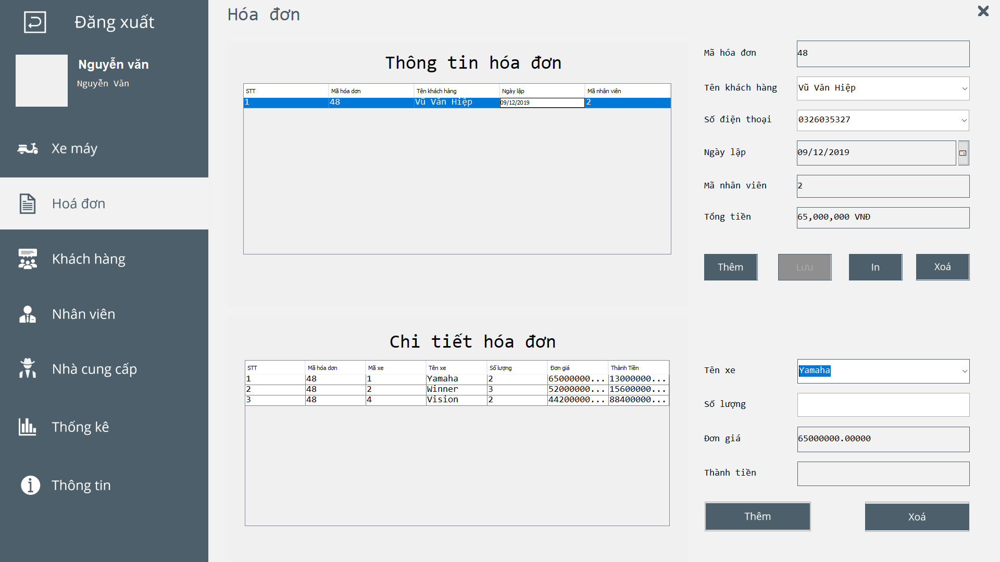 Đăng xuất
Nguyễn văn
Nguyễn Văn
Xe máy
Hoá đơn
Khách hàng
Nhân viên
Nhà cung cấp
Thống kê
Thông tin
Hóa đơn
Thông tin hóa đơn
STT Mã hóa đơn Tên khách hàng Ngày lập Mã nhân viên
1 48 Vũ Văn Hiệp 09/12/2019 2
Mã hóa đơn 48
Tên khách hàng Vũ Văn Hiệp
Số điện thoại 0326035327
Ngày lập 09/12/2019
Mã nhân viên 2
Tổng tiền 65,000,000 VNĐ
Thêm Lưu In Xoá
Chi tiết hóa đơn
STT Mã hóa đơn Mã xe Tên xe Số lượng Đơn giá Thành Tiền
1 48 1 Yamaha 2 65000000... 13000000...
2 48 2 Winner 3 52000000... 15600000...
3 48 4 Vision 2 44200000... 88400000...
Tên xe Yamaha
Số lượng
Đơn giá 65000000.00000
Thành tiền
Thêm Xoá